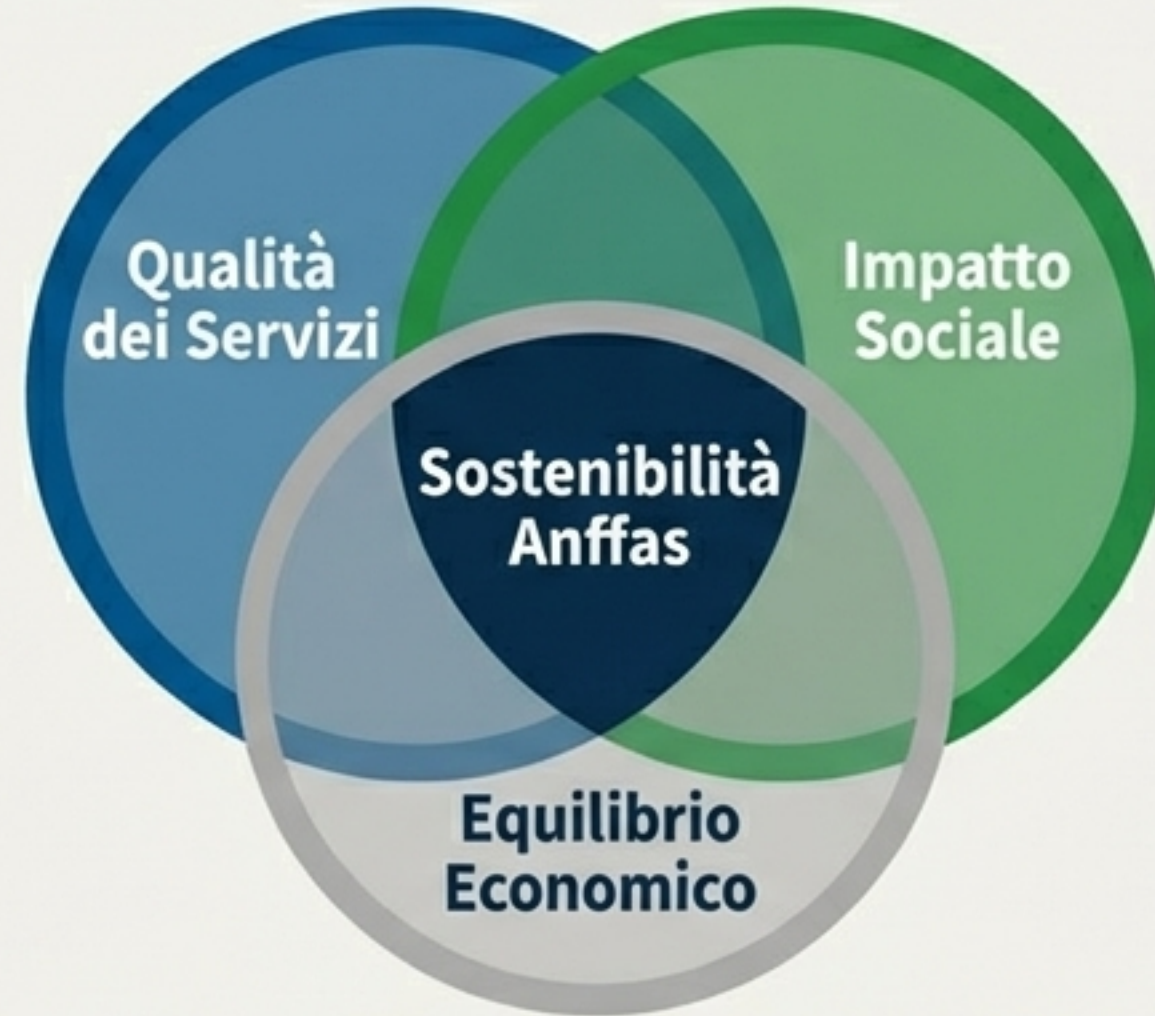 Qualità
dei Servizi
Impatto
Sociale
Sostenibilità
Anffas
Equilibrio
Economico